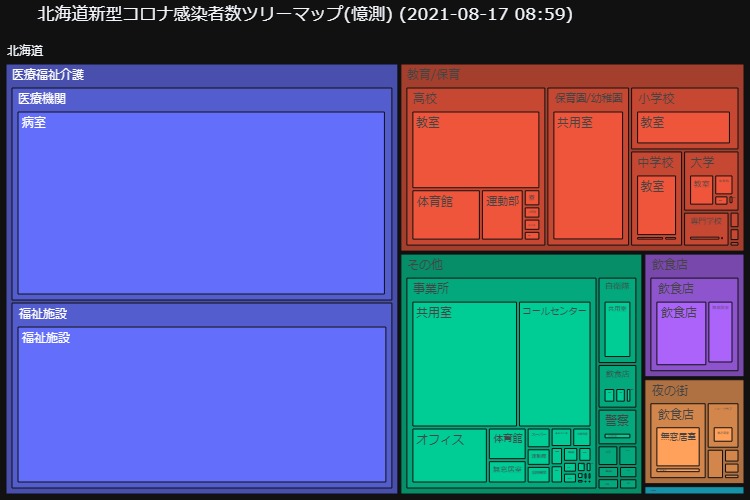 北海道新型コロナ感染者数ツリーマップ(憶測) (2021-08-17 08:59)
北海道
医療福祉介護
医療機関
病室
福祉施設
福祉施設
教育/保育
高校
教室
体育館
運動部
保育園/幼稚園
共用室
小学校
教室
中学校
教室
大学
教室
専門学校
その他
事業所
共用室
コールセンター
オフィス
体育館
自衛隊
共用室
飲食店
警察
飲食店
飲食店
飲食店
夜の街
飲食店
無窓居室